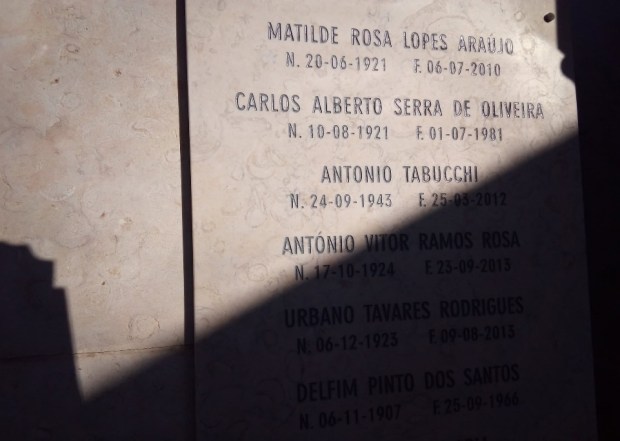 MATILDE ROSA LOPES ARAÚJO
N. 20-06-1921 F. 06-07-2010
CARLOS ALBERTO SERRA DE OLIVEIRA
N. 10-08-1921 F. 01-07-1981
ANTONIO TABUCCHI
N. 24-09-1943 F. 25-03-2012
ANTÓNIO VITOR RAMOS ROSA
N. 17-10-1924 F. 23-09-2013
URBANO TAVARES RODRIGUES
N. 06-12-1923 F. 09-08-2013
DELFIM PINTO DOS SANTOS
N. 06-11-1907 F. 25-09-1966